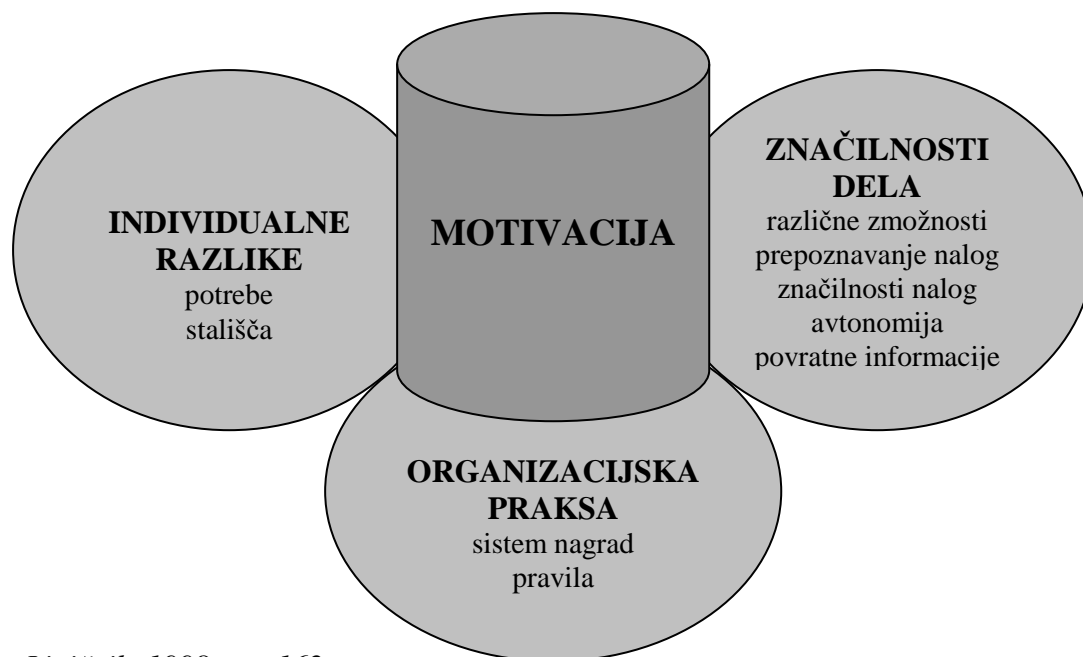 INDIVIDUALNE
RAZLIKE
potrebe
stališča
MOTIVACIJA
ZNAČILNOSTI
DELA
različne zmožnosti
prepoznavanje nalog
značilnosti nalog
avtonomija
povratne informacije
ORGANIZACIJSKA
PRAKSA
sistem nagrad
pravila